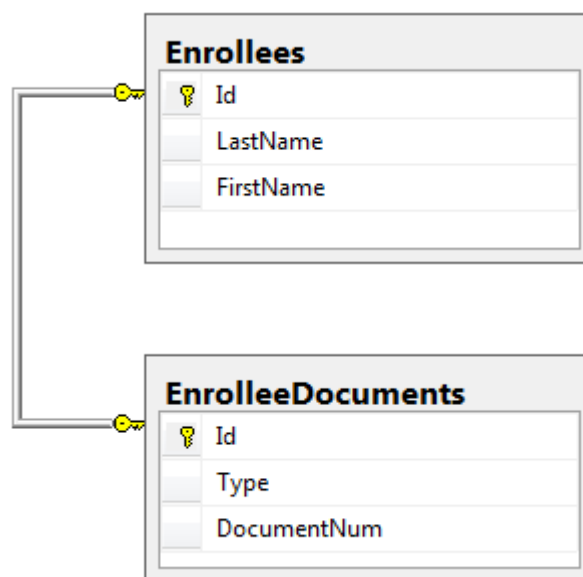 Enrollees
Id
LastName
FirstName
EnrolleeDocuments
Id
Type
DocumentNum